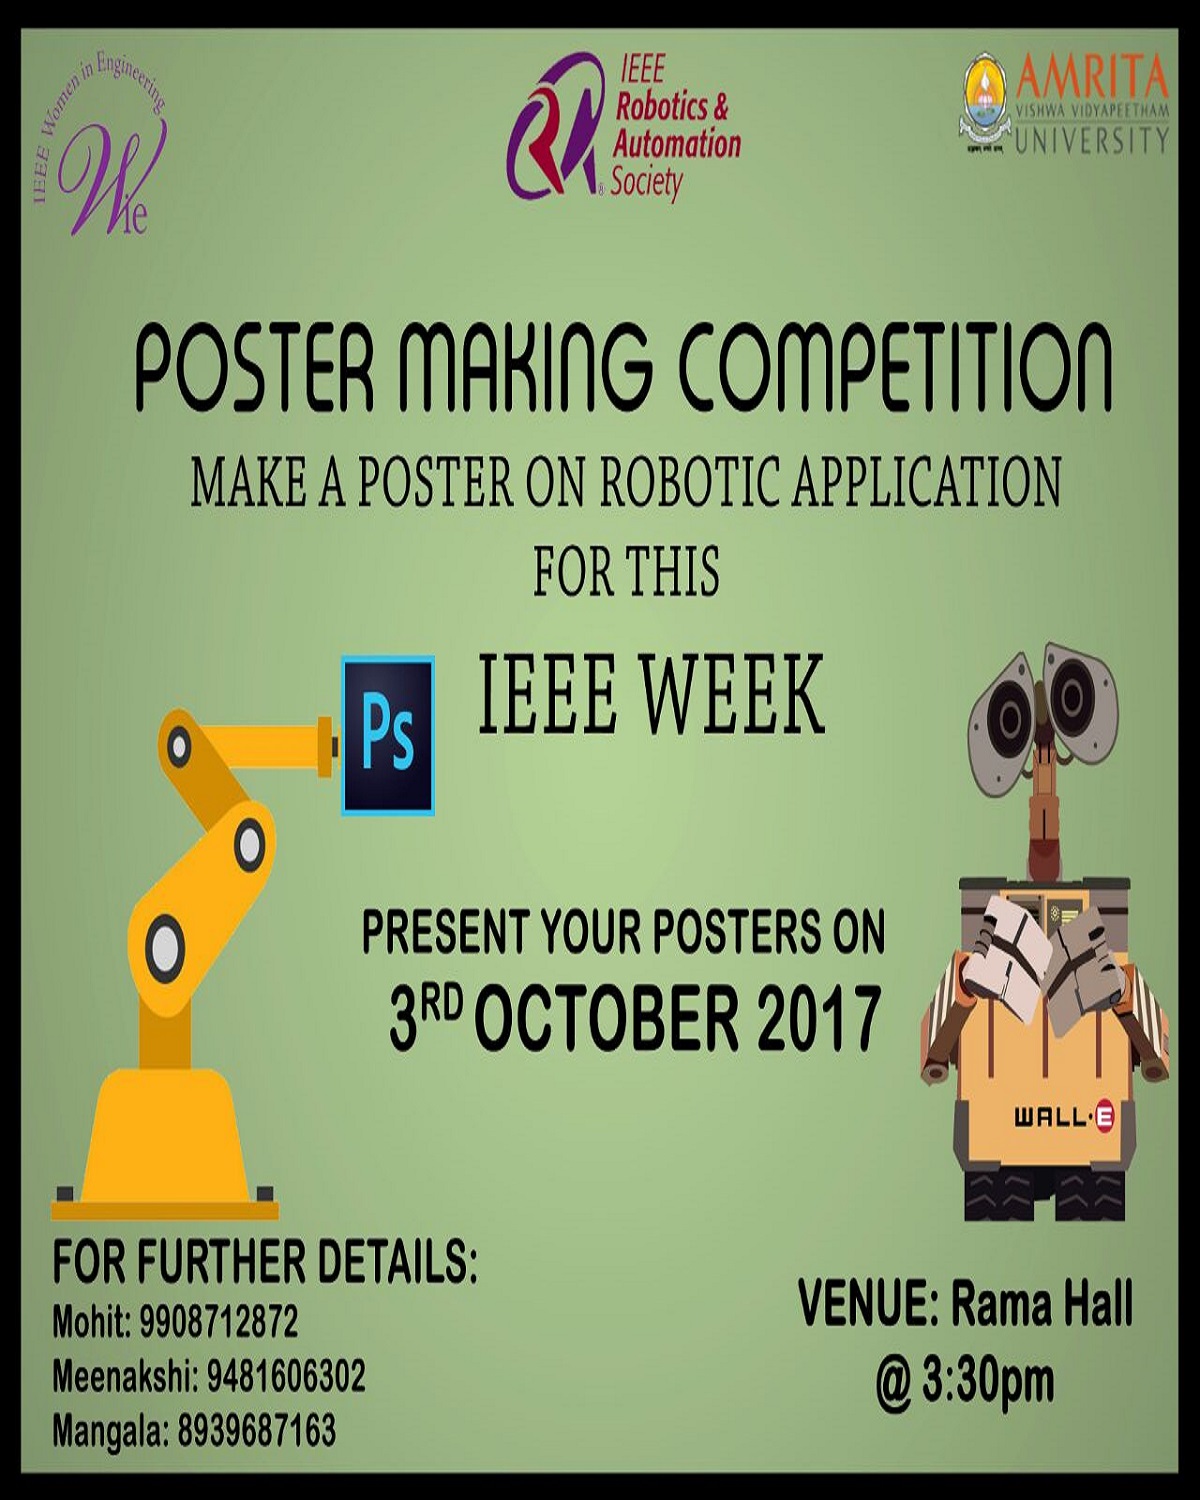 IEEE Women in Engineering
Wie
IEEE
Robotics &
Automation
Society
®
AMRITA
VISHWA VIDYAPEETHAM
UNIVERSITY
POSTER MAKING COMPETITION
MAKE A POSTER ON ROBOTIC APPLICATION
FOR THIS
IEEE WEEK
Ps
PRESENT YOUR POSTERS ON
3RD OCTOBER 2017
WALL·E
FOR FURTHER DETAILS:
Mohit: 9908712872
Meenakshi: 9481606302
Mangala: 8939687163
VENUE: Rama Hall
@ 3:30pm